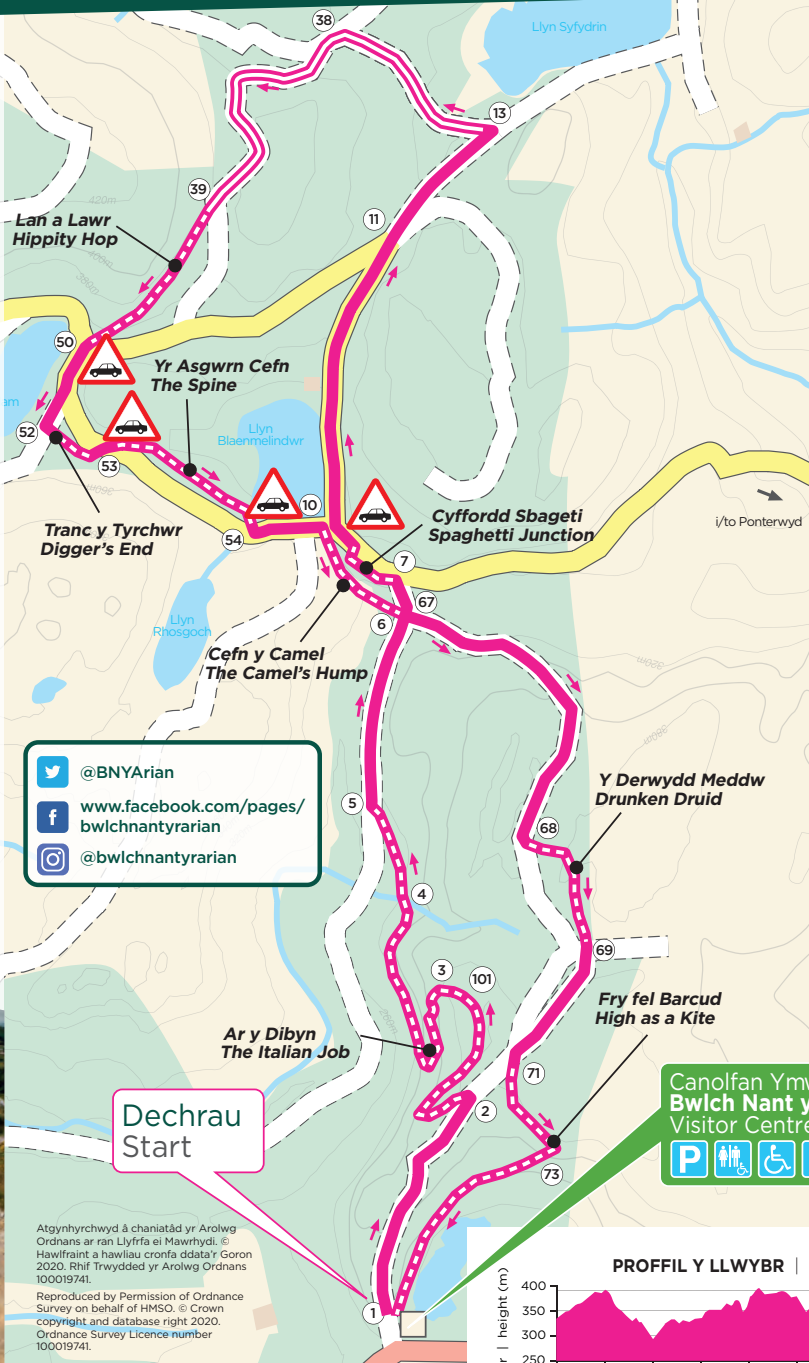 38
Llyn Syfydrin
13
39
420m
11
Lan a Lawr
Hippity Hop
400m
380m
50
Yr Asgwrn Cefn
The Spine
52
Llyn
Blaenmelindwr
53
10
360m
54
Tranc y Tyrchwr
Digger's End
Cyffordd Sbageti
Spaghetti Junction
i/to Ponterwyd
7
67
Llyn
Rhosgoch
6
Cefn y Camel
The Camel's Hump
320m
380m
@BNYArian
www.facebook.com/pages/
bwlchnantyrarian
@bwlchnantyrarian
5
Y Derwydd Meddw
Drunken Druid
68
4
69
3
101
Fry fel Barcud
High as a Kite
Ar y Dibyn
The Italian Job
71
Canolfan Ymw
Bwlch Nant y
Visitor Centre
P
Dechrau
Start
2
73
Atgynhyrchwyd â chaniatâd yr Arolwg
Ordnans ar ran Llyfrfa ei Mawrhydi. ©
Hawlfraint a hawliau cronfa ddata'r Goron
2020. Rhif Trwydded yr Arolwg Ordnans
100019741.
Reproduced by Permission of Ordnance
Survey on behalf of HMSO. © Crown
copyright and database right 2020.
Ordnance Survey Licence number
100019741.
1
PROFFIL Y LLWYBR |
r | height (m)
400
350
300
250